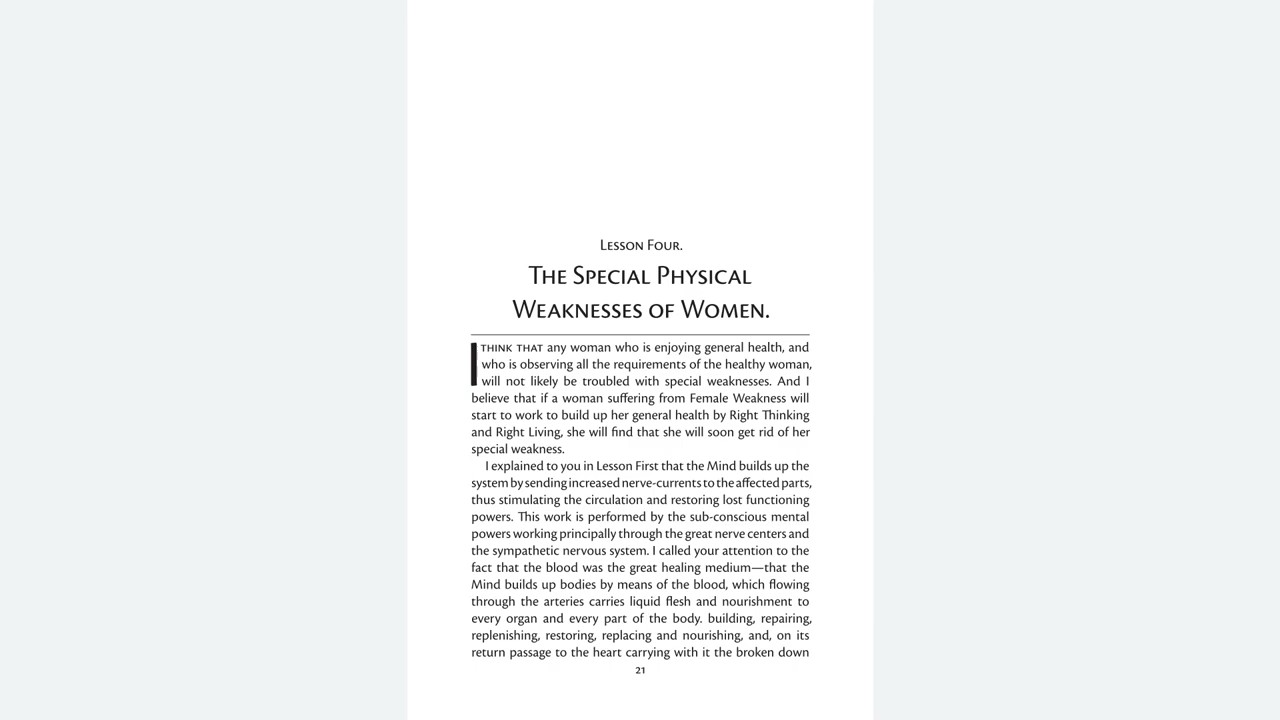 Lesson Four.
The Special Physical
Weaknesses of Women.
I think that any woman who is enjoying general health, and
who is observing all the requirements of the healthy woman,
will not likely be troubled with special weaknesses. And I
believe that if a woman suffering from Female Weakness will
start to work to build up her general health by Right Thinking
and Right Living, she will find that she will soon get rid of her
special weakness.
I explained to you in Lesson First that the Mind builds up the
system by sending increased nerve-currents to the affected parts,
thus stimulating the circulation and restoring lost functioning
powers. This work is performed by the sub-conscious mental
powers working principally through the great nerve centers and
the sympathetic nervous system. I called your attention to the
fact that the blood was the great healing medium—that the
Mind builds up bodies by means of the blood, which flowing
through the arteries carries liquid flesh and nourishment to
every organ and every part of the body. building, repairing,
replenishing, restoring, replacing and nourishing, and, on its
return passage to the heart carrying with it the broken down
21